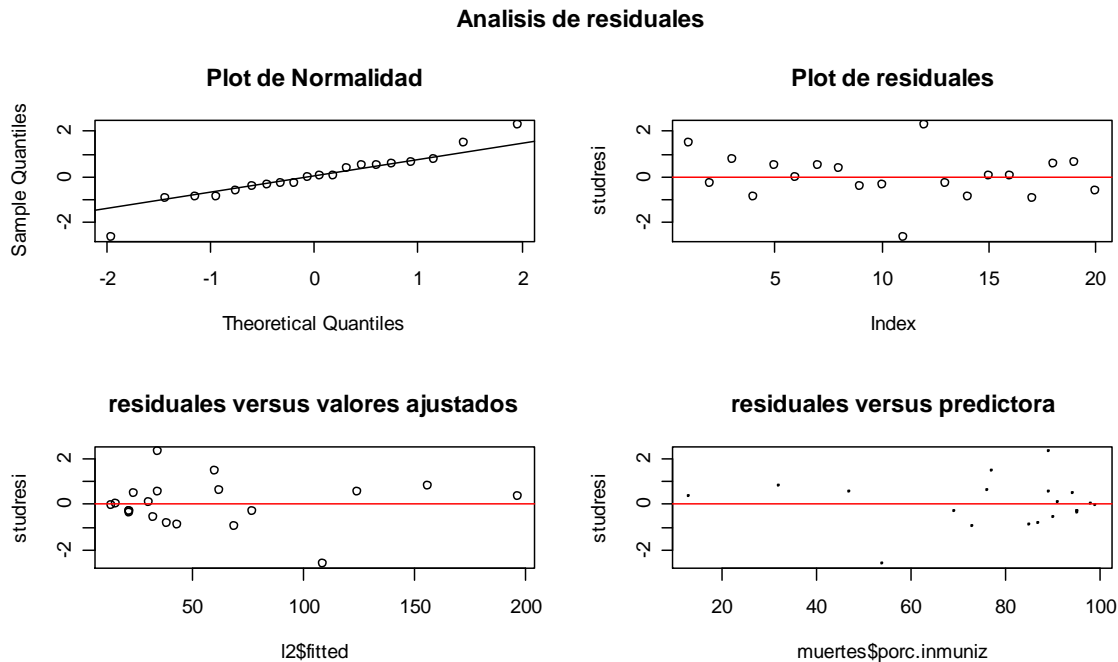 Analisis de residuales
Plot de Normalidad
Sample Quantiles
2
0
-2
-2
-1
0
1
2
Theoretical Quantiles
Plot de residuales
studresi
2
0
-2
5
10
15
20
Index
residuales versus valores ajustados
studresi
2
0
-2
50
100
150
200
l2$fitted
residuales versus predictora
studresi
2
0
-2
20
40
60
80
100
muertes$porc.inmuniz